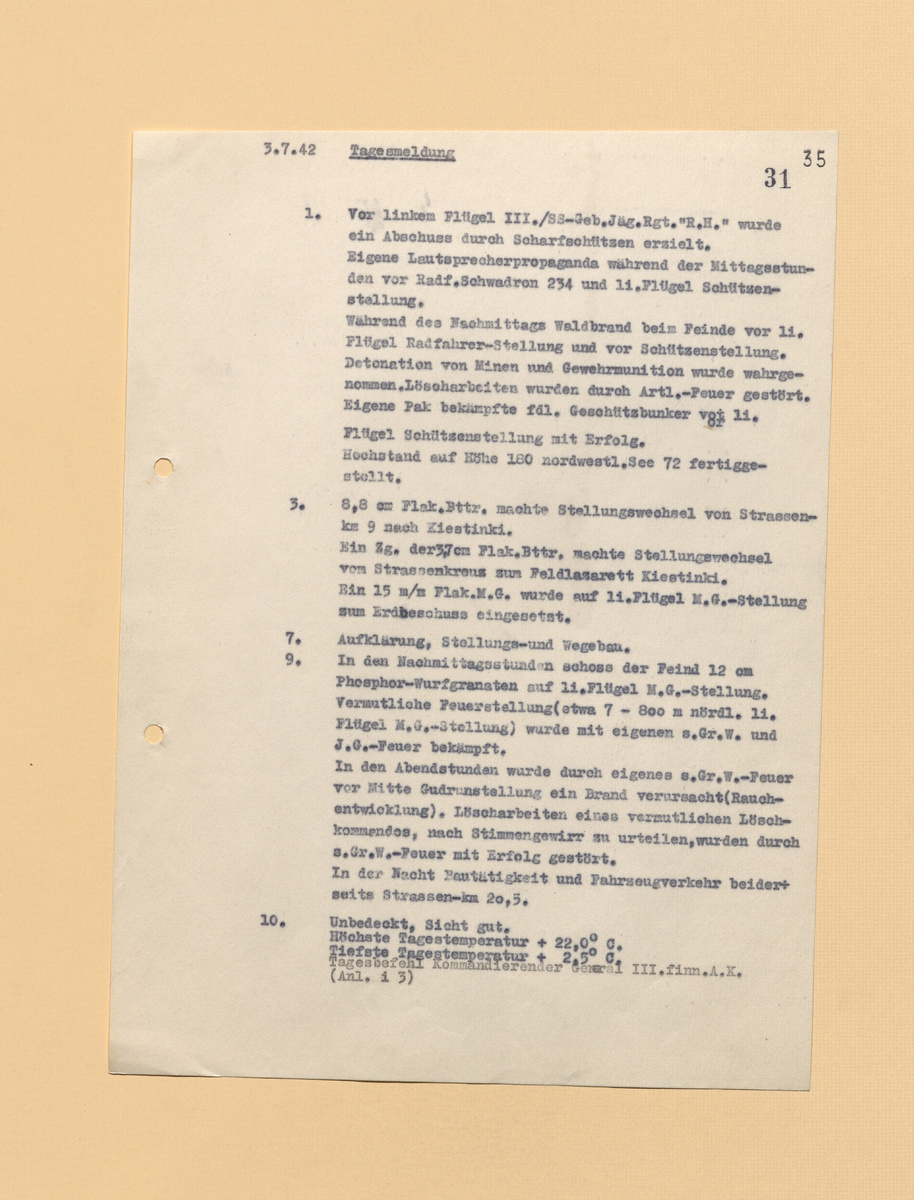 3.7.42 Tagesmeldung
35
31
1. Vor linkem Flügel III./SS-Geb.Jäg.Rgt."R.H." wurde
ein Abschuss durch Scharfschützen erzielt.
Eigene Lautsprecherpropaganda während der Mittagsstun-
den vor Radf.Schwadron 234 und li.Flügel Schützen-
stellung.
Während des Nachmittags Waldbrand beim Feinde vor li.
Flügel Radfahrer-Stellung und vor Schützenstellung.
Detonation von Minen und Gewehrmunition wurde wahrge-
nommen.Löscharbeiten wurden durch Artl.-Feuer gestört.
Eigene Pak bekämpfte fdl. Geschützbunker vor li.
Flügel Schützenstellung mit Erfolg.
Hochstand auf Höhe 180 nordwestl.See 72 fertigge-
stellt.
3. 8,8 cm Flak.Bttr. machte Stellungswechsel von Strassen-
km 9 nach Kiestinki.
Ein Zg. der3,7cm Flak.Bttr. machte Stellungswechsel
vom Strassenkreuz zum Feldlazarett Kiestinki.
Ein 15 m/m Flak.M.G. wurde auf li.Flügel M.G.-Stellung
zum Erdbeschuss eingesetzt.
7. Aufklärung, Stellungs-und Wegebau.
9. In den Nachmittagsstunden schoss der Feind 12 cm
Phosphor-Wurfgranaten auf li.Flügel M.G.-Stellung.
Vermutliche Feuerstellung(etwa 7 - 800 m nördl. li.
Flügel M.G.-Stellung) wurde mit eigenen s.Gr.W. und
J.G.-Feuer bekämpft.
In den Abendstunden wurde durch eigenes s.Gr.W.-Feuer
vor Mitte Gudrunstellung ein Brand verursacht(Rauch-
entwicklung). Löscharbeiten eines vermutlichen Lösch-
kommandos, nach Stimmengewirr zu urteilen,wurden durch
s.Gr.W.-Feuer mit Erfolg gestört.
In der Nacht Bautätigkeit und Fahrzeugverkehr beider-
seits Strassen-km 2o,5.
10. Unbedeckt, Sicht gut.
Höchste Tagestemperatur + 22,0° C.
Tiefste Tagestemperatur + 2,5° C.
Tagesbefehl Kommandierender General III.finn.A.K.
(Anl. i 3)